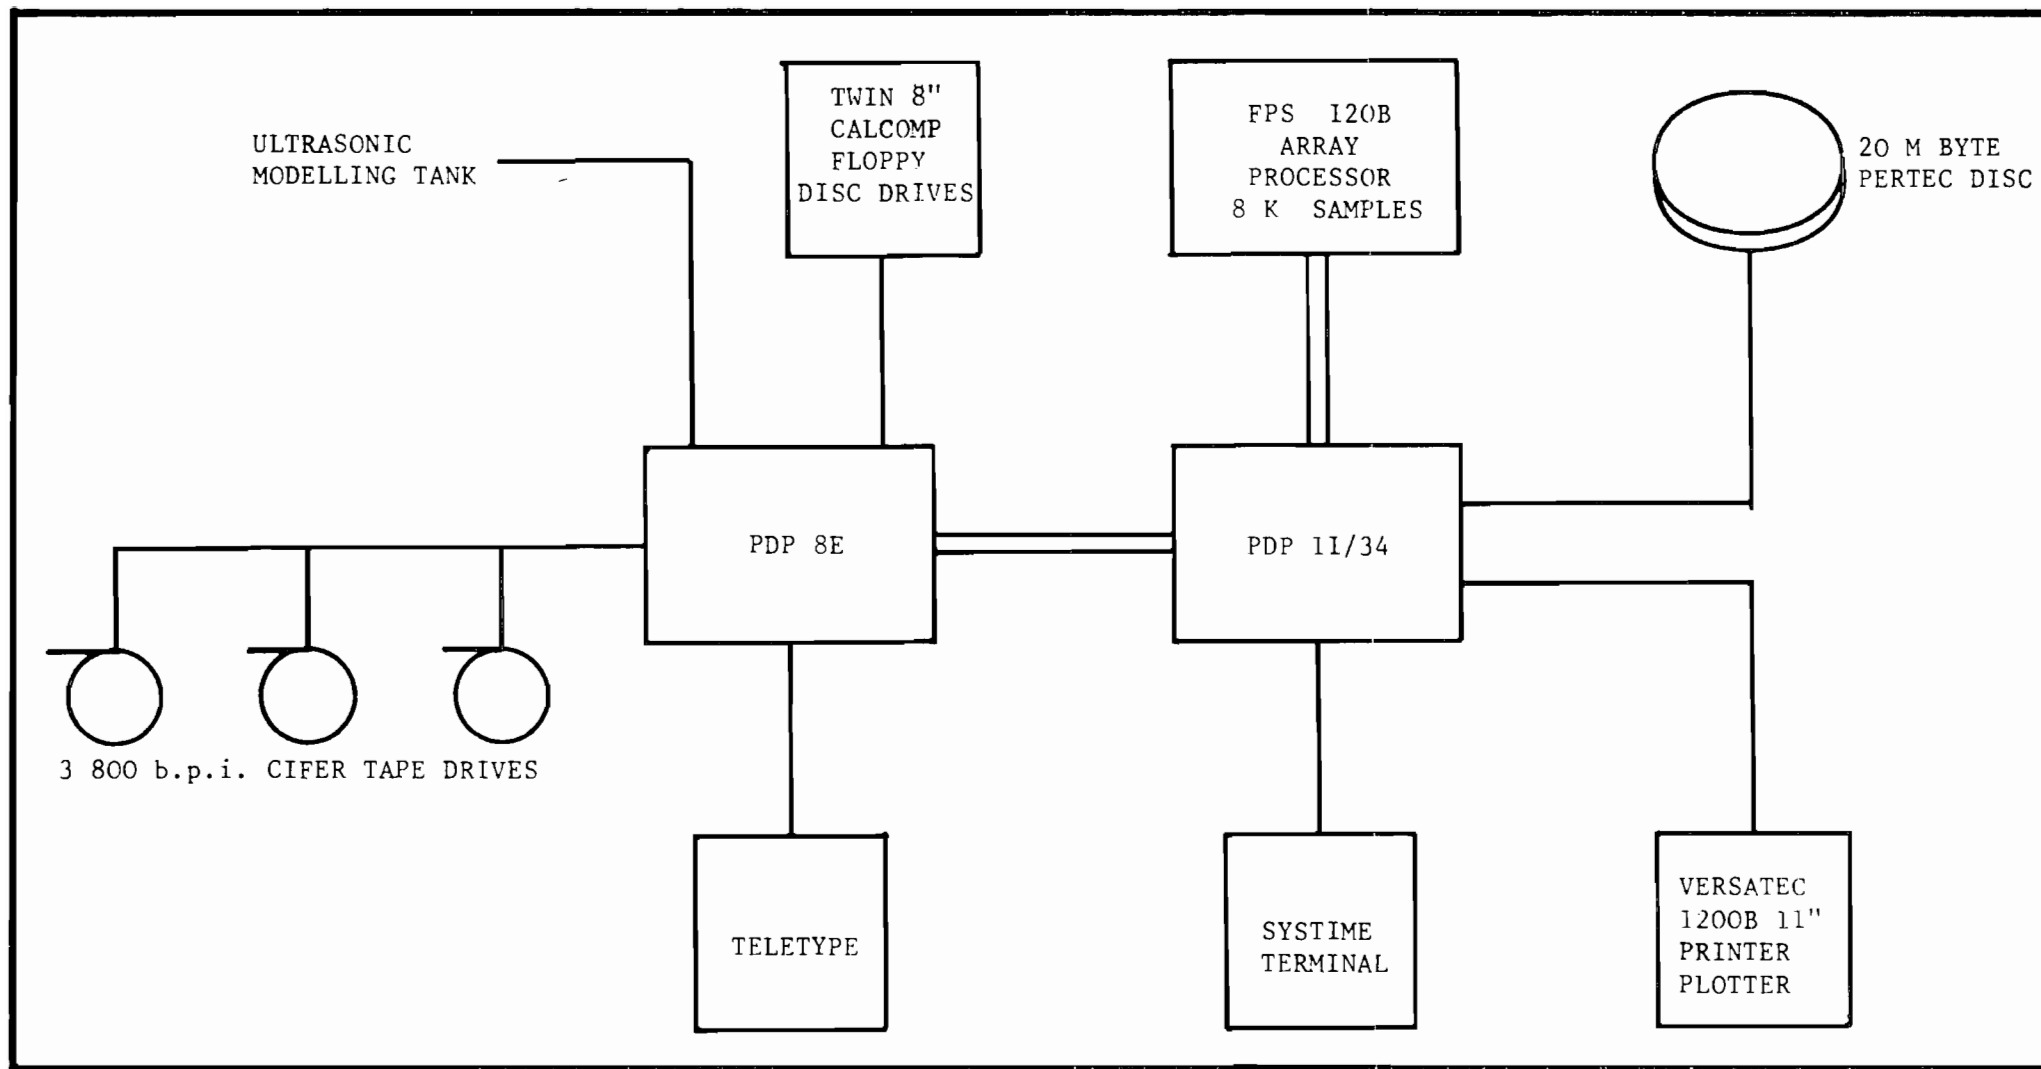 ULTRASONIC
MODELLING TANK
TWIN 8"
CALCOMP
FLOPPY
DISC DRIVES
FPS 120B
ARRAY
PROCESSOR
8 K SAMPLES
20 M BYTE
PERTEC DISC
PDP 8E
PDP 11/34
3 800 b.p.i. CIFER TAPE DRIVES
TELETYPE
SYSTIME
TERMINAL
VERSATEC
1200B 11"
PRINTER
PLOTTER